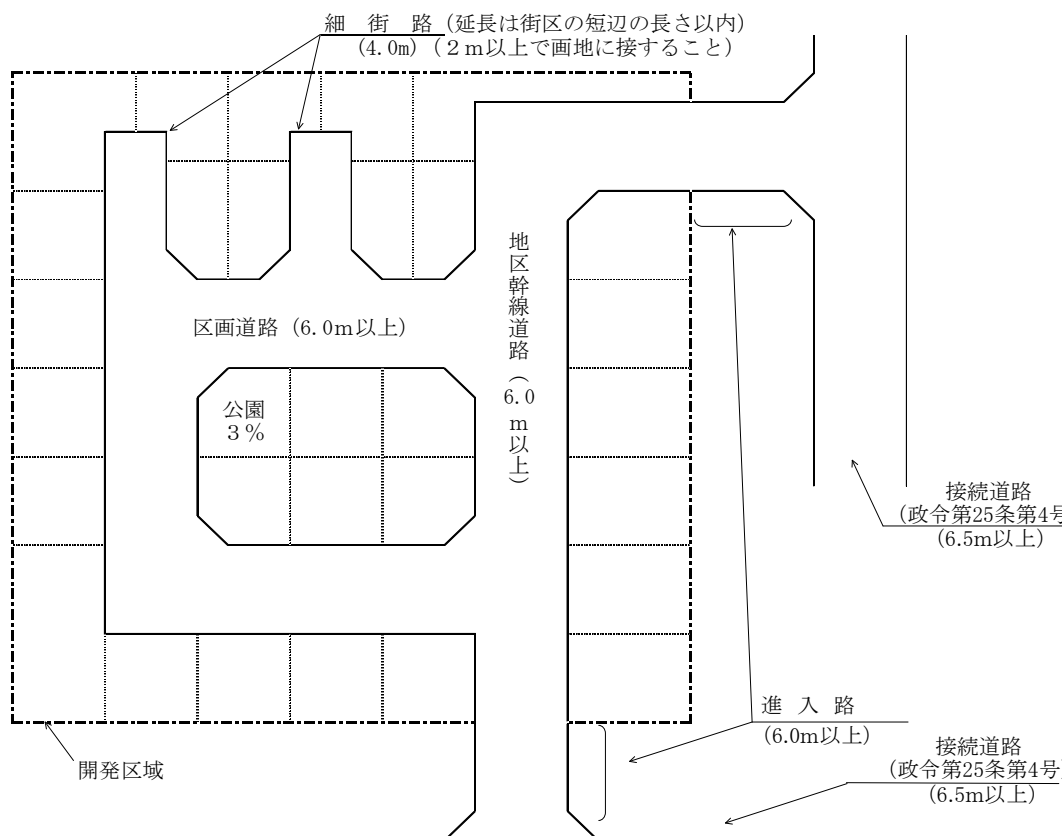 細 街 路 (延長は街区の短辺の長さ以内)
(4.0m) (２ｍ以上で画地に接すること)
地区幹線道路(6.0m以上)
区画道路 (6.0m以上)
公園
３％
接続道路
(政令第25条第4号
(6.5m以上)
進 入 路
(6.0m以上)
接続道路
(政令第25条第4号)
(6.5m以上)
開発区域